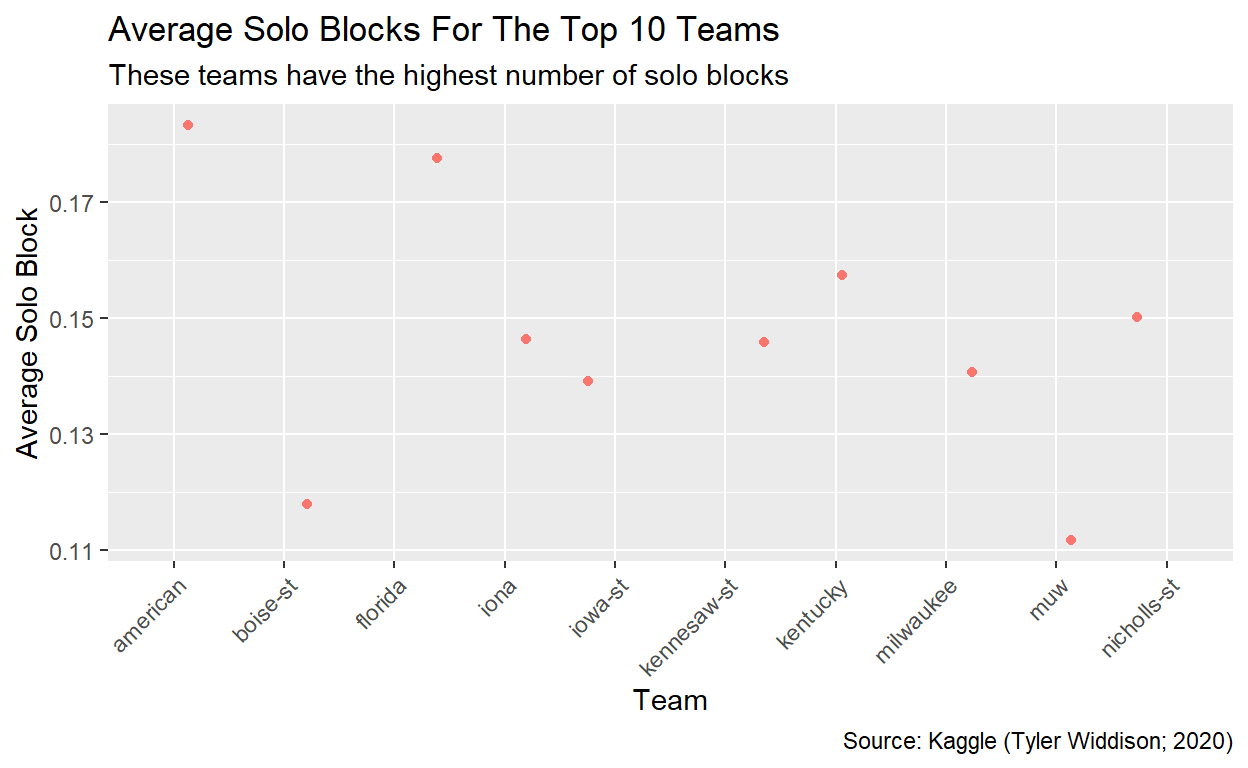 Average Solo Blocks For The Top 10 Teams
These teams have the highest number of solo blocks
Average Solo Block
0.17
0.15
0.13
0.11
american
boise-st
florida
iona
iowa-st
kennesaw-st
kentucky
milwaukee
muw
nicholls-st
Team
Source: Kaggle (Tyler Widdison; 2020)